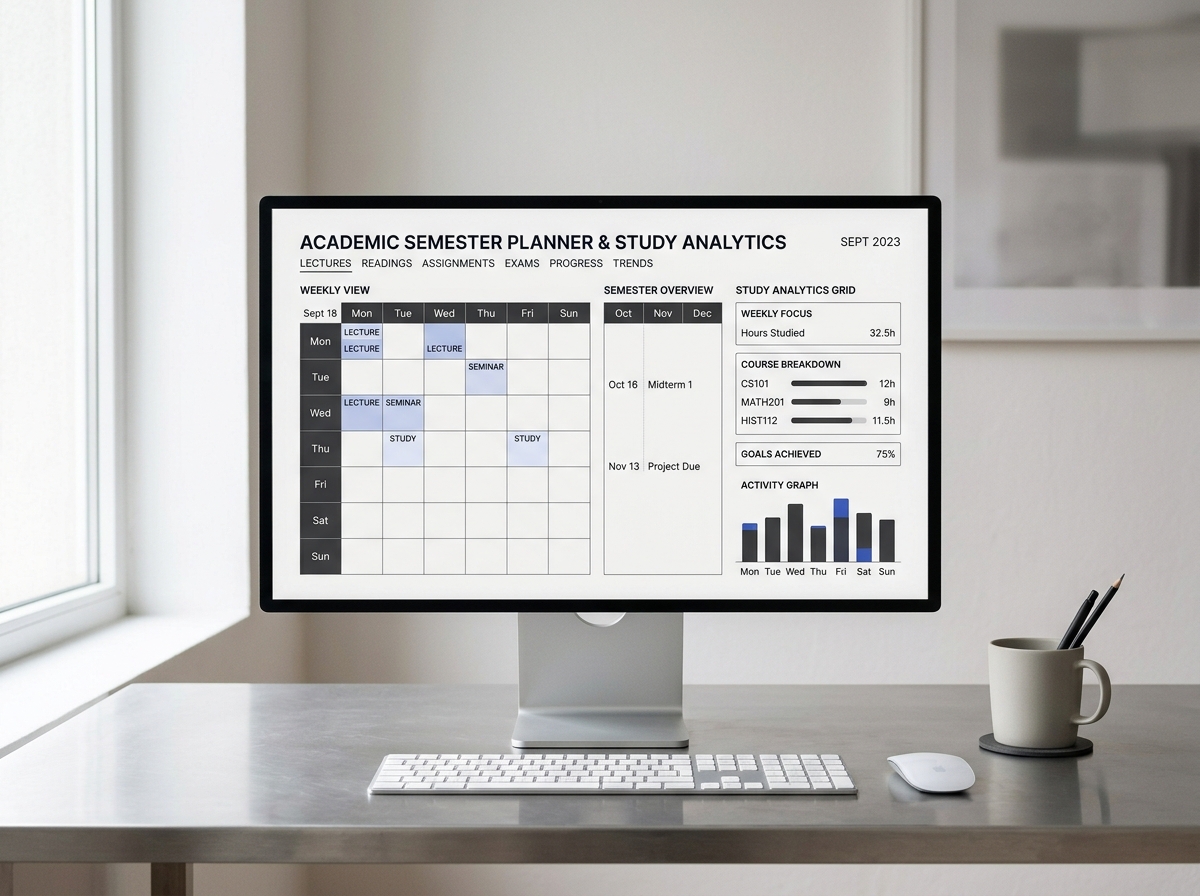 ACADEMIC SEMESTER PLANNER & STUDY ANALYTICS
SEPT 2023
LECTURES READINGS ASSIGNMENTS EXAMS PROGRESS TRENDS
WEEKLY VIEW
Sept 18 Mon Tue Wed Thu Fri Sun
Mon LECTURE
LECTURE LECTURE
Tue SEMINAR
Wed LECTURE SEMINAR
Thu STUDY STUDY
Fri
Sat
Sun
SEMESTER OVERVIEW
Oct Nov Dec
Oct 16 Midterm 1
Nov 13 Project Due
STUDY ANALYTICS GRID
WEEKLY FOCUS
Hours Studied 32.5h
COURSE BREAKDOWN
CS101 12h
MATH201 9h
HIST112 11.5h
GOALS ACHIEVED 75%
ACTIVITY GRAPH
Mon Tue Wed Thu Fri Sat Sun